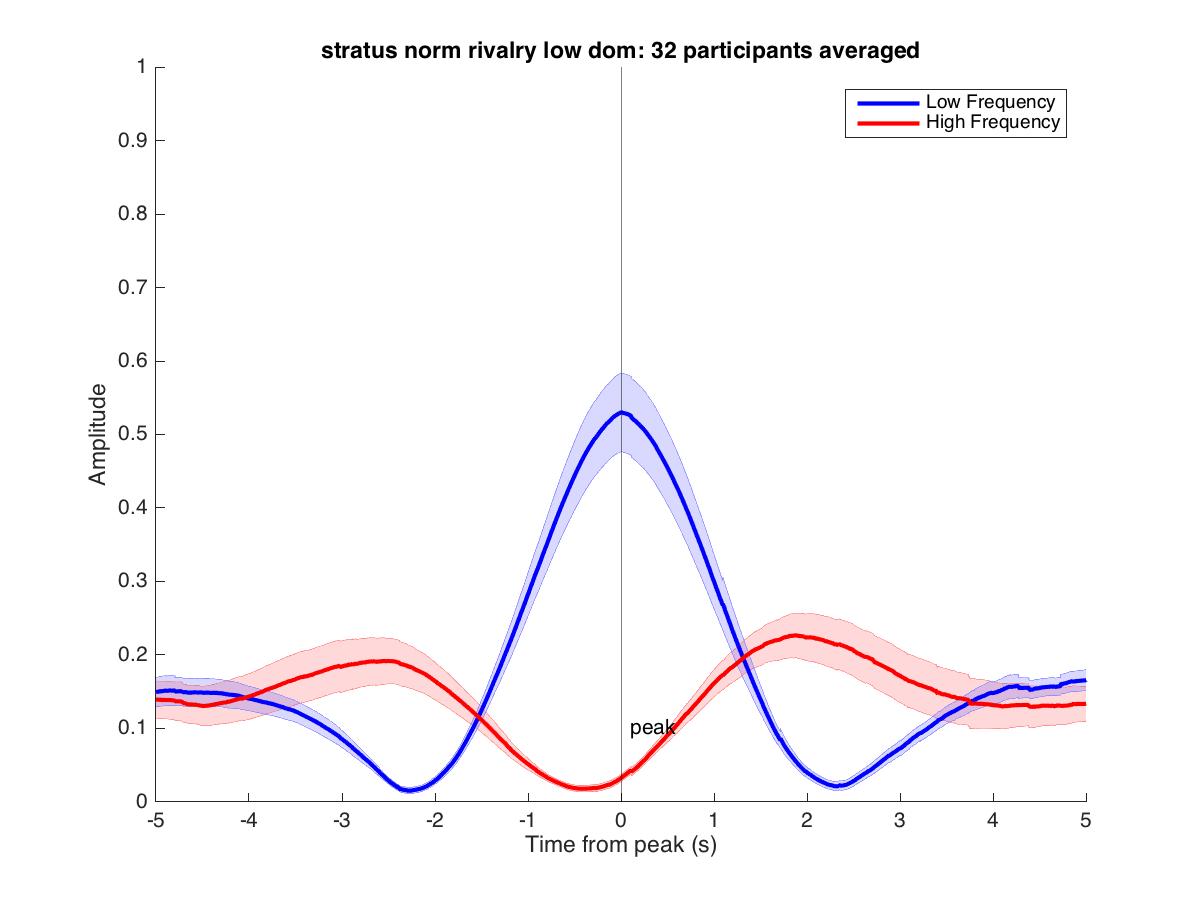 stratus norm rivalry low dom: 32 participants averaged
Low Frequency
High Frequency
1
0.9
0.8
0.7
0.6
0.5
0.4
0.3
0.2
0.1
0
Amplitude
peak
-5 -4 -3 -2 -1 0 1 2 3 4 5
Time from peak (s)